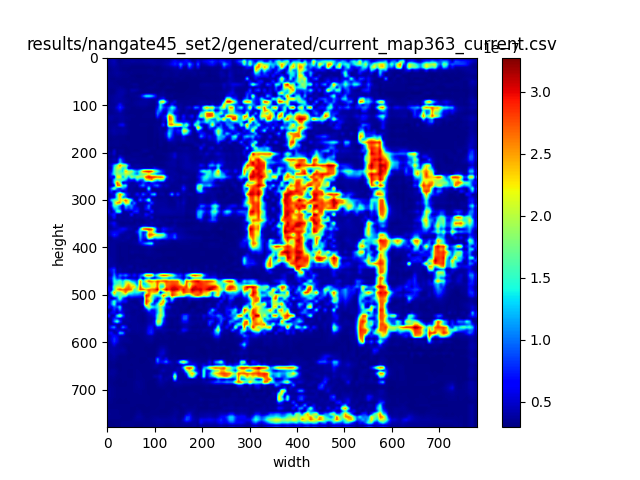 results/nangate45_set2/generated/current_map363_current.csv
1e−7
0
100
200
300
400
500
600
700
height
0 100 200 300 400 500 600 700
width
3.0
2.5
2.0
1.5
1.0
0.5